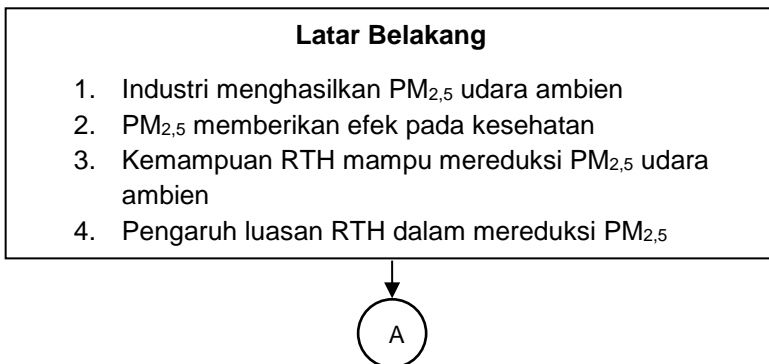 Latar Belakang
1. Industri menghasilkan PM2,5 udara ambien
2. PM2,5 memberikan efek pada kesehatan
3. Kemampuan RTH mampu mereduksi PM2,5 udara
ambien
4. Pengaruh luasan RTH dalam mereduksi PM2,5
A